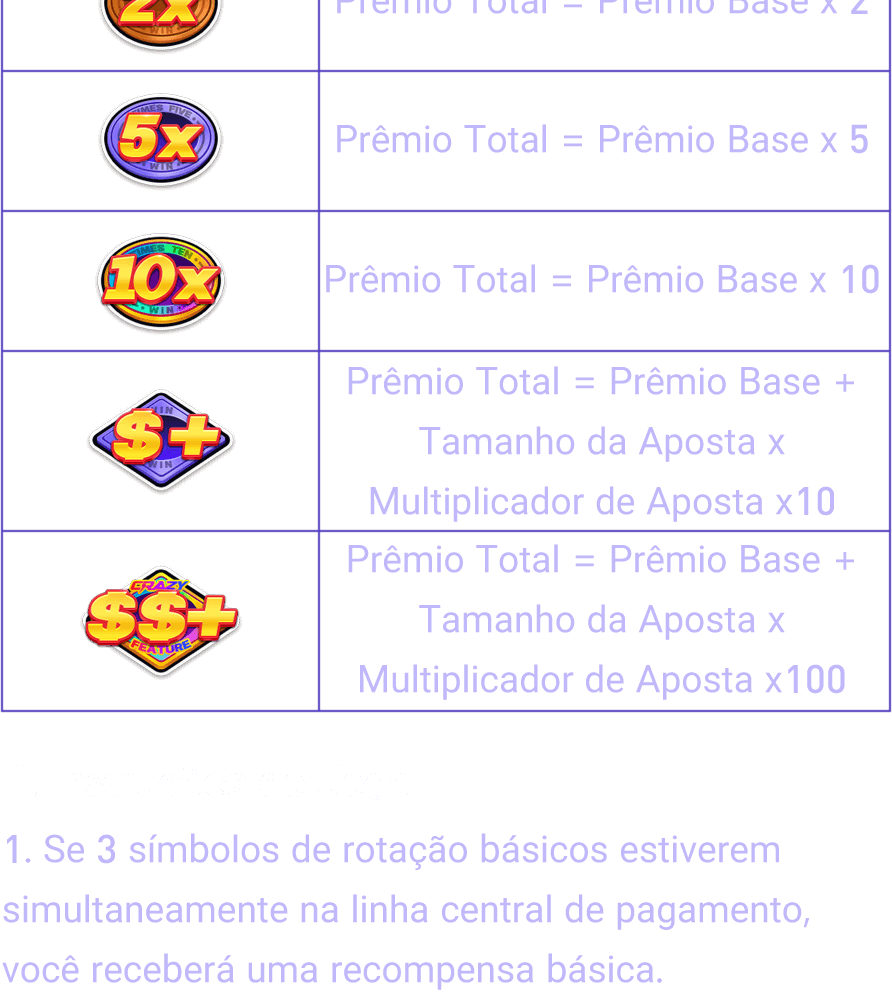 2x
WIN
Prêmio Total = Prêmio Base x 2
TIMES FIVE
5x
WIN
Prêmio Total = Prêmio Base x 5
TIMES TEN
10x
WIN
Prêmio Total = Prêmio Base x 10
WIN
$+
WIN
Prêmio Total = Prêmio Base +
Tamanho da Aposta x
Multiplicador de Aposta x10
CRAZY
$$+
FEATURE
Prêmio Total = Prêmio Base +
Tamanho da Aposta x
Multiplicador de Aposta x100
1. Se 3 símbolos de rotação básicos estiverem
simultaneamente na linha central de pagamento,
você receberá uma recompensa básica.